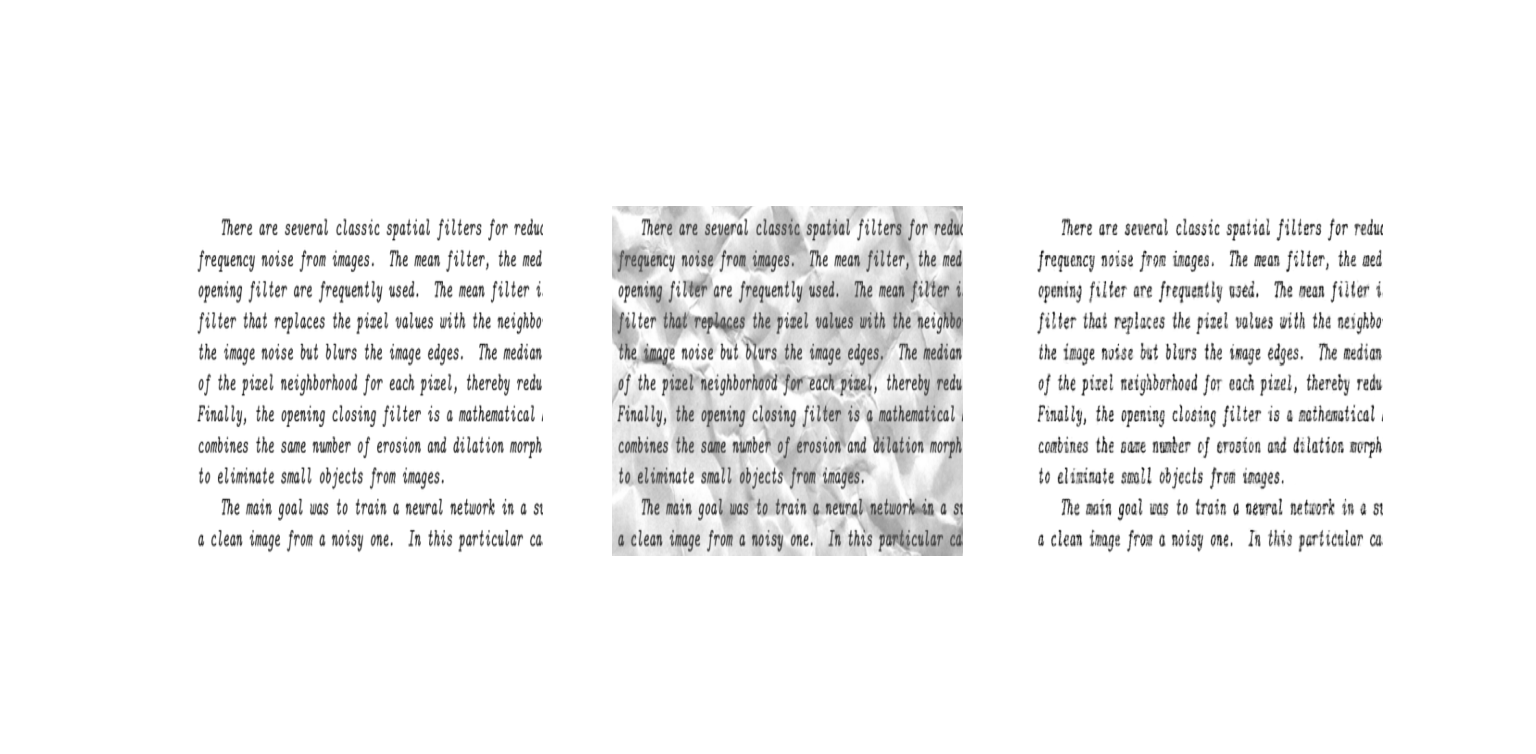 There are several classic spatial filters for reduc
frequency noise from images. The mean filter, the med
opening filter are frequently used. The mean filter i
filter that replaces the pixel values with the neighbo
the image noise but blurs the image edges. The median
of the pixel neighborhood for each pixel, thereby redu
Finally, the opening closing filter is a mathematical
combines the same number of erosion and dilation morph
to eliminate small objects from images.
The main goal was to train a neural network in a su
a clean image from a noisy one. In this particular ca
There are several classic spatial filters for reduc
frequency noise from images. The mean filter, the med
opening filter are frequently used. The mean filter i
filter that replaces the pixel values with the neighbo
the image noise but blurs the image edges. The median
of the pixel neighborhood for each pixel, thereby redu
Finally, the opening closing filter is a mathematical
combines the same number of erosion and dilation morph
to eliminate small objects from images.
The main goal was to train a neural network in a su
a clean image from a noisy one. In this particular ca
There are several classic spatial filters for reduc
frequency noise from images. The mean filter, the med
opening filter are frequently used. The mean filter i
filter that replaces the pixel values with the neighbo
the image noise but blurs the image edges. The median
of the pixel neighborhood for each pixel, thereby redu
Finally, the opening closing filter is a mathematical
combines the same number of erosion and dilation morph
to eliminate small objects from images.
The main goal was to train a neural network in a su
a clean image from a noisy one. In this particular ca